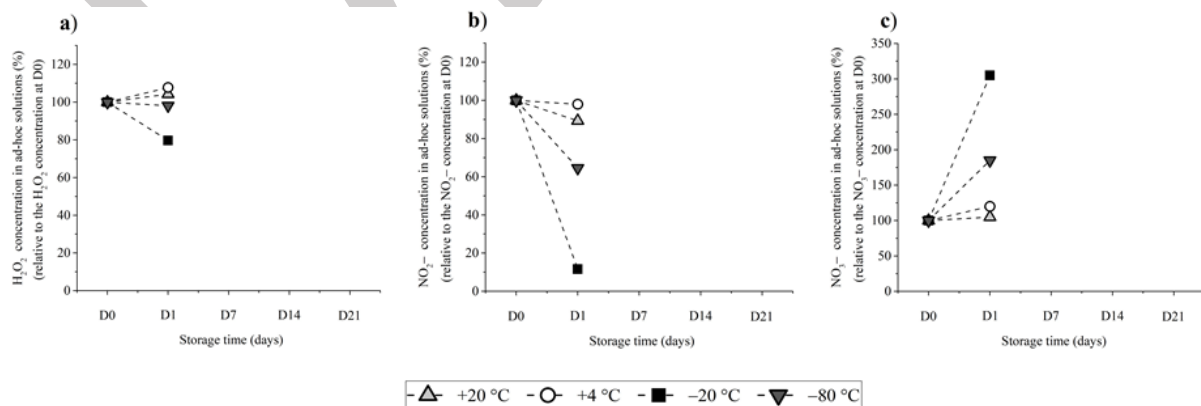 a)
H₂O₂ concentration in ad-hoc solutions (%)
(relative to the H₂O₂ concentration at D0)
120
100
80
60
40
20
0
D0 D1 D7 D14 D21
Storage time (days)
b)
NO₂– concentration in ad-hoc solutions (%)
(relative to the NO₂– concentration at D0)
120
100
80
60
40
20
0
D0 D1 D7 D14 D21
Storage time (days)
c)
NO₃– concentration in ad-hoc solutions (%)
(relative to the NO₃– concentration at D0)
350
300
250
200
150
100
50
0
D0 D1 D7 D14 D21
Storage time (days)
+20 °C +4 °C –20 °C –80 °C